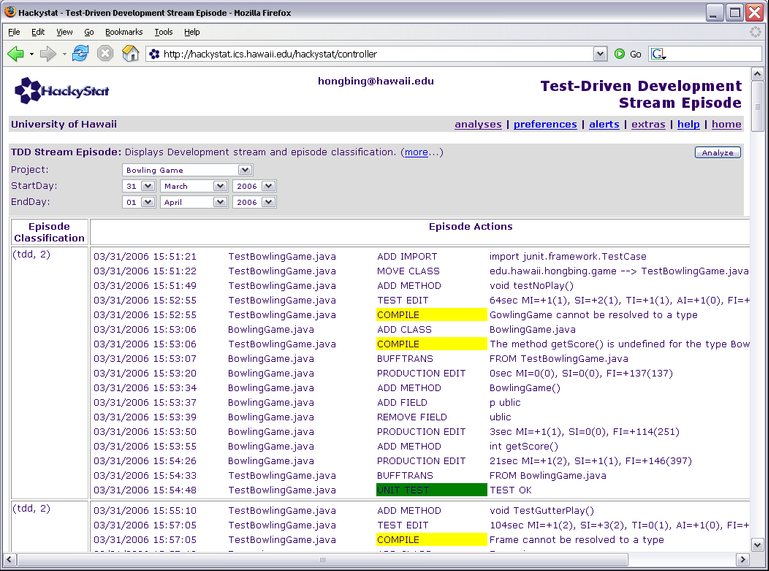 Hackystat - Test-Driven Development Stream Episode - Mozilla Firefox
File Edit View Go Bookmarks Tools Help
http://hackystat.ics.hawaii.edu/hackystat/controller Go
HACKYSTAT hongbing@hawaii.edu Test-Driven Development
Stream Episode
University of Hawaii analyses | preferences | alerts | extras | help | home
TDD Stream Episode: Displays Development stream and episode classification. (more...) Analyze
Project: Bowling Game
StartDay: 31 March 2006
EndDay: 01 April 2006
Episode Classification Episode Actions
(tdd, 2) 03/31/2006 15:51:21 TestBowlingGame.java ADD IMPORT import junit.framework.TestCase
03/31/2006 15:51:22 TestBowlingGame.java MOVE CLASS edu.hawaii.hongbing.game --> TestBowlingGame.java
03/31/2006 15:51:49 TestBowlingGame.java ADD METHOD void testNoPlay()
03/31/2006 15:52:55 TestBowlingGame.java TEST EDIT 64sec MI=+1(1), SI=+2(1), TI=+1(1), AI=+1(0), FI=+
03/31/2006 15:52:55 TestBowlingGame.java COMPILE GowlingGame cannot be resolved to a type
03/31/2006 15:53:06 BowlingGame.java ADD CLASS BowlingGame.java
03/31/2006 15:53:06 TestBowlingGame.java COMPILE The method getScore() is undefined for the type Bow
03/31/2006 15:53:07 BowlingGame.java BUFFTRANS FROM TestBowlingGame.java
03/31/2006 15:53:20 BowlingGame.java PRODUCTION EDIT 0sec MI=0(0), SI=0(0), FI=+137(137)
03/31/2006 15:53:34 BowlingGame.java ADD METHOD BowlingGame()
03/31/2006 15:53:37 BowlingGame.java ADD FIELD p ublic
03/31/2006 15:53:39 BowlingGame.java REMOVE FIELD ublic
03/31/2006 15:53:50 BowlingGame.java PRODUCTION EDIT 3sec MI=+1(1), SI=0(0), FI=+114(251)
03/31/2006 15:53:55 BowlingGame.java ADD METHOD int getScore()
03/31/2006 15:54:26 BowlingGame.java PRODUCTION EDIT 21sec MI=+1(2), SI=+1(1), FI=+146(397)
03/31/2006 15:54:33 TestBowlingGame.java BUFFTRANS FROM BowlingGame.java
03/31/2006 15:54:48 TestBowlingGame.java UNIT TEST TEST OK
(tdd, 2) 03/31/2006 15:55:10 TestBowlingGame.java ADD METHOD void TestGutterPlay()
03/31/2006 15:57:05 TestBowlingGame.java TEST EDIT 104sec MI=+1(2), SI=+3(2), TI=0(1), AI=+1(0), FI=+
03/31/2006 15:57:05 TestBowlingGame.java COMPILE Frame cannot be resolved to a type